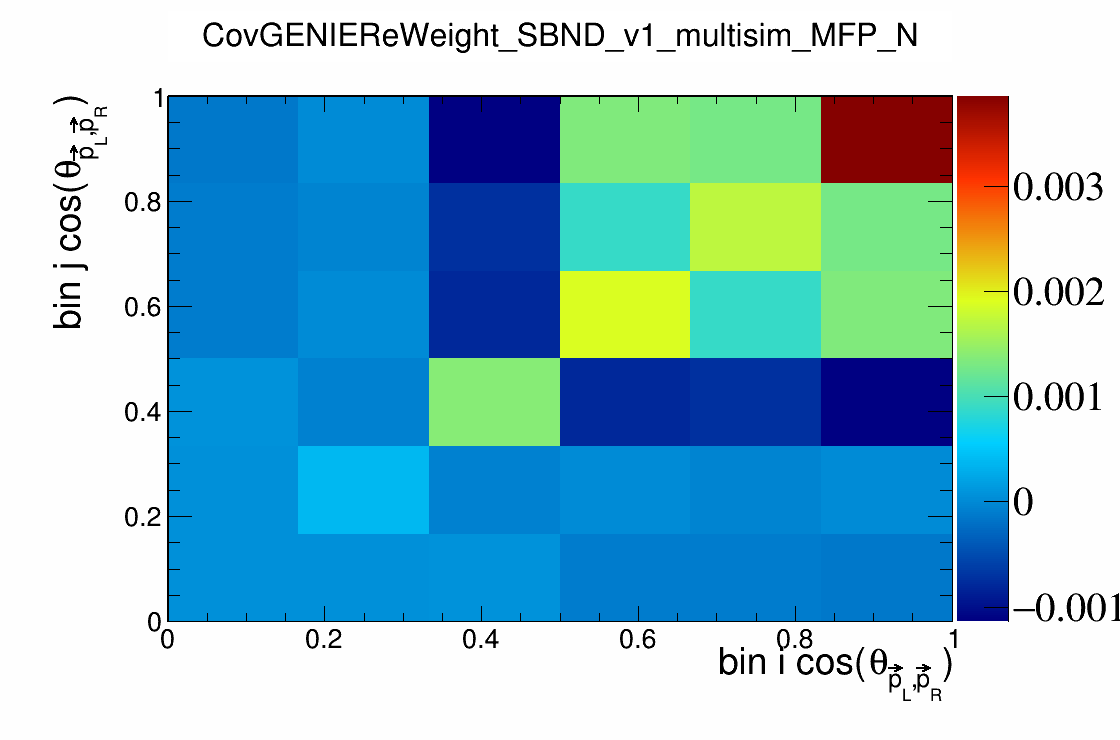 CovGENIEReWeight_SBND_v1_multisim_MFP_N
bin j cos(θp⃗L,p⃗R)
1
0.8
0.6
0.4
0.2
0
0 0.2 0.4 0.6 0.8 1
bin i cos(θp⃗L,p⃗R)
0.003
0.002
0.001
0
−0.001